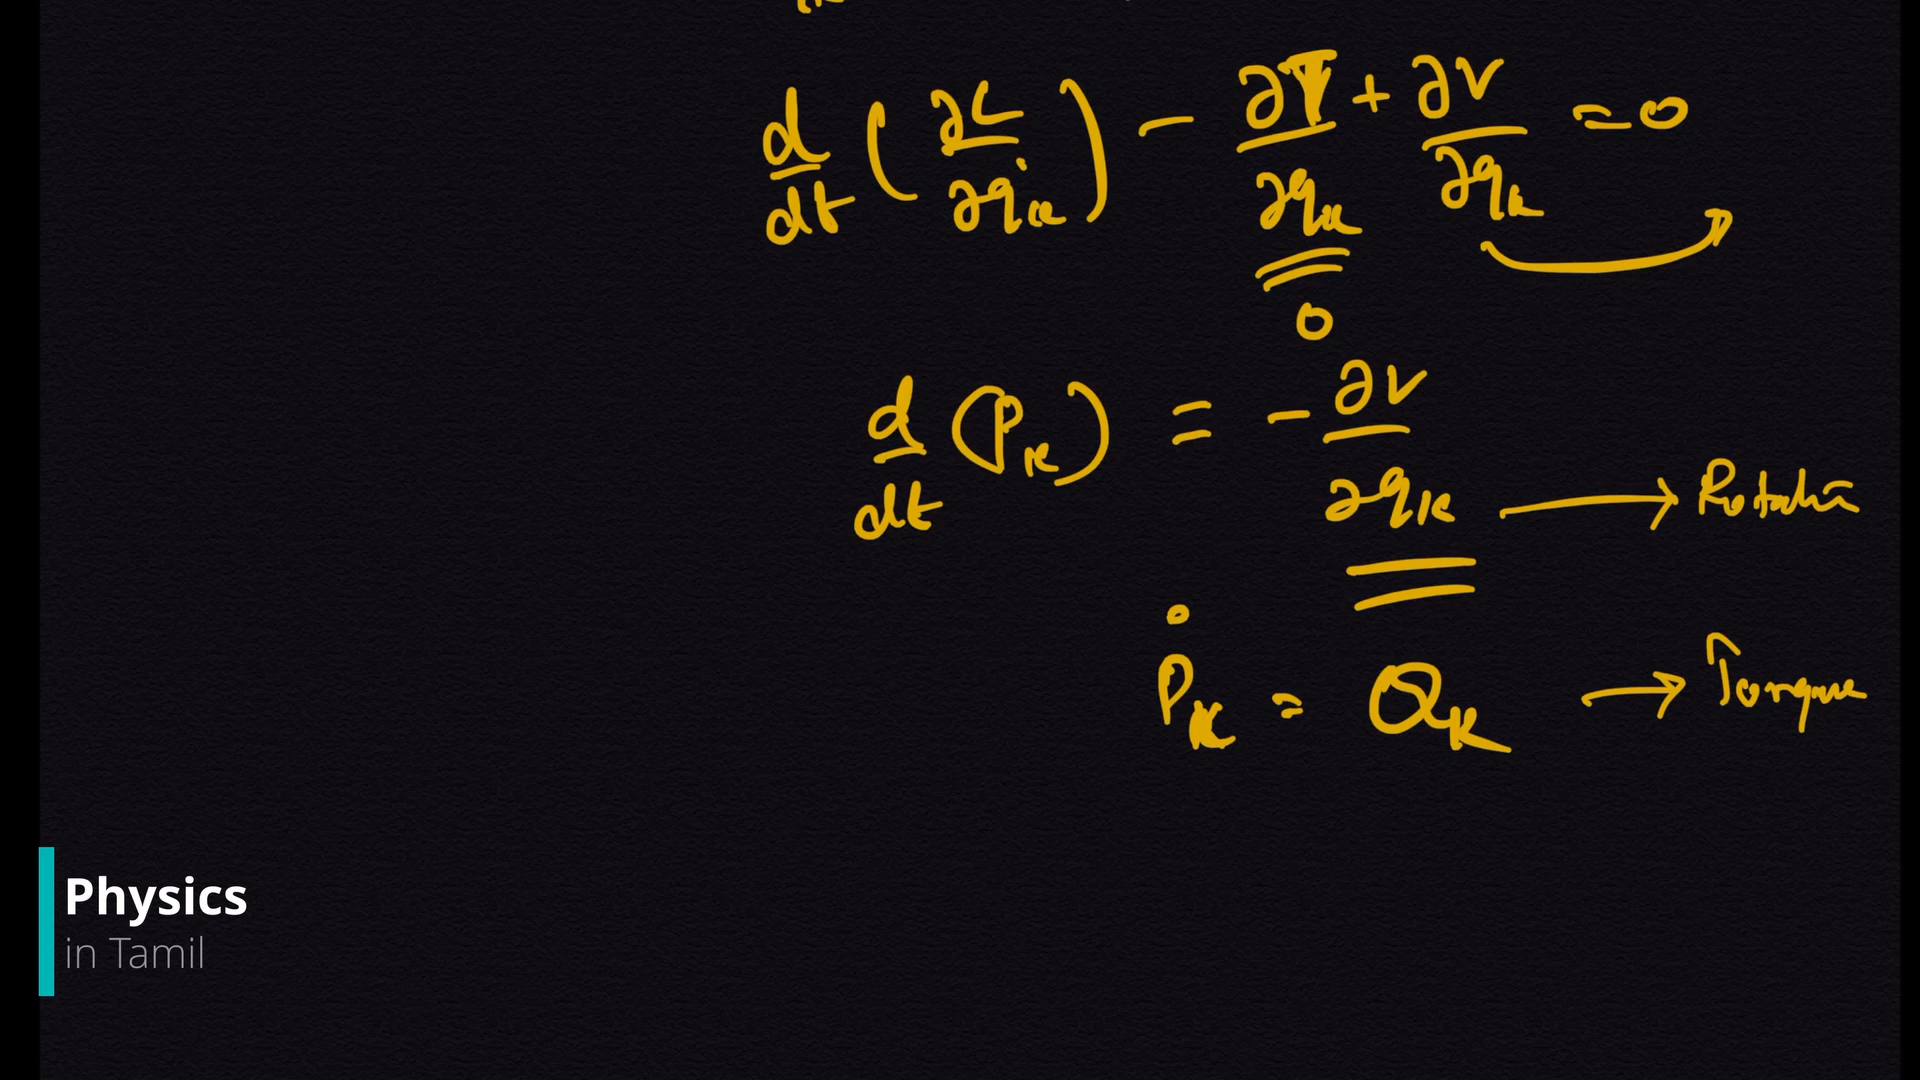 d/dt (∂L/∂q̇ₖ) − ∂T/∂qₖ + ∂V/∂qₖ = 0
0
d/dt (Pₖ) = − ∂V/∂qₖ → Rotation
Ṗₖ = Qₖ → Torque
Physics
in Tamil